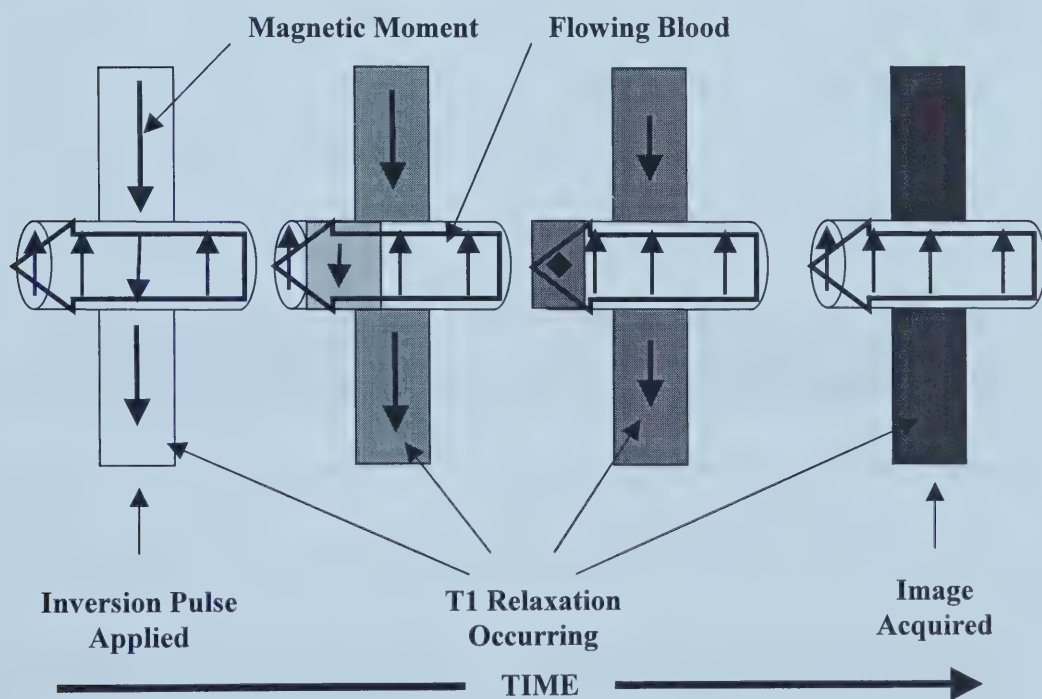 Magnetic Moment
Flowing Blood
Inversion Pulse
Applied
T1 Relaxation
Occurring
Image
Acquired
TIME